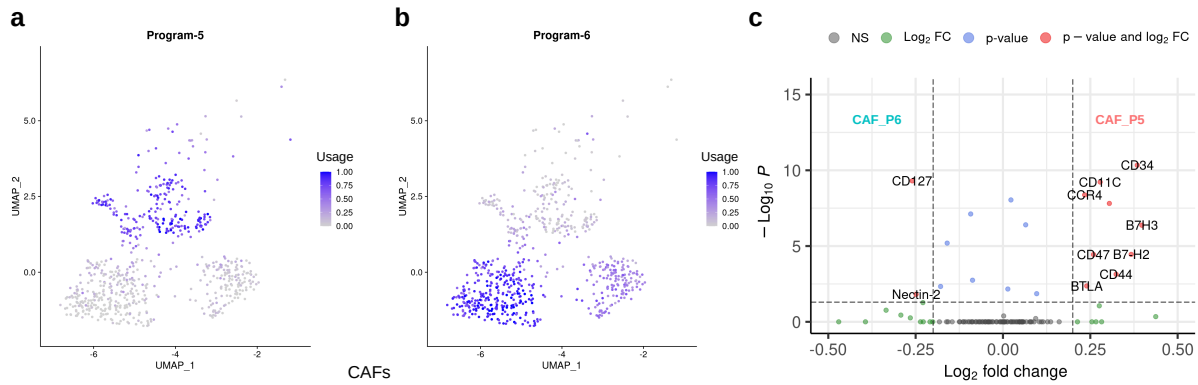 a
Program-5
UMAP_2
5.0
2.5
0.0
-6
-4
-2
UMAP_1
Usage
1.00
0.75
0.50
0.25
0.00
b
Program-6
UMAP_2
5.0
2.5
0.0
-6
-4
-2
UMAP_1
Usage
1.00
0.75
0.50
0.25
0.00
CAFs
c
NS
Log₂ FC
p-value
p − value and log₂ FC
− Log₁₀ P
15
10
5
0
CAF_P6
CAF_P5
CD34
CD127
CD11C
CCR4
B7H3
CD47
B7-H2
CD44
BTLA
Nectin-2
-0.50
-0.25
0.00
0.25
0.50
Log₂ fold change